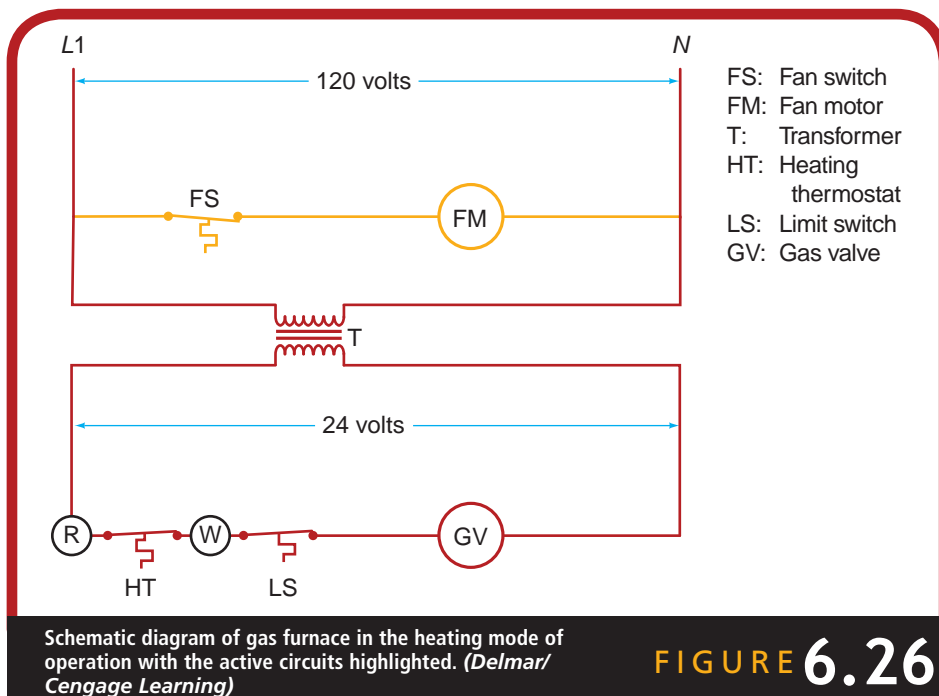 L1
N
120 volts
FS: Fan switch
FM: Fan motor
T: Transformer
HT: Heating
thermostat
LS: Limit switch
GV: Gas valve
FS
FM
T
24 volts
R
W
GV
HT
LS
Schematic diagram of gas furnace in the heating mode of
operation with the active circuits highlighted. (Delmar/
Cengage Learning)
FIGURE 6.26